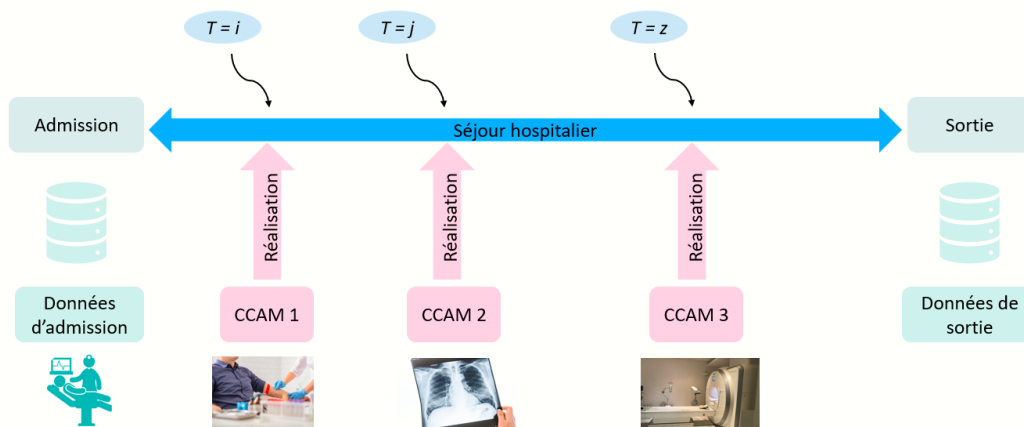 T = i
T = j
T = z
Admission
Séjour hospitalier
Sortie
Réalisation
Réalisation
Réalisation
Données
d’admission
CCAM 1
CCAM 2
CCAM 3
Données de
sortie